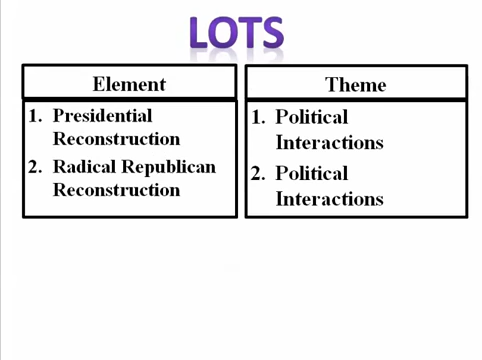 LOTS
Element
1. Presidential
Reconstruction
2. Radical Republican
Reconstruction
Theme
1. Political
Interactions
2. Political
Interactions